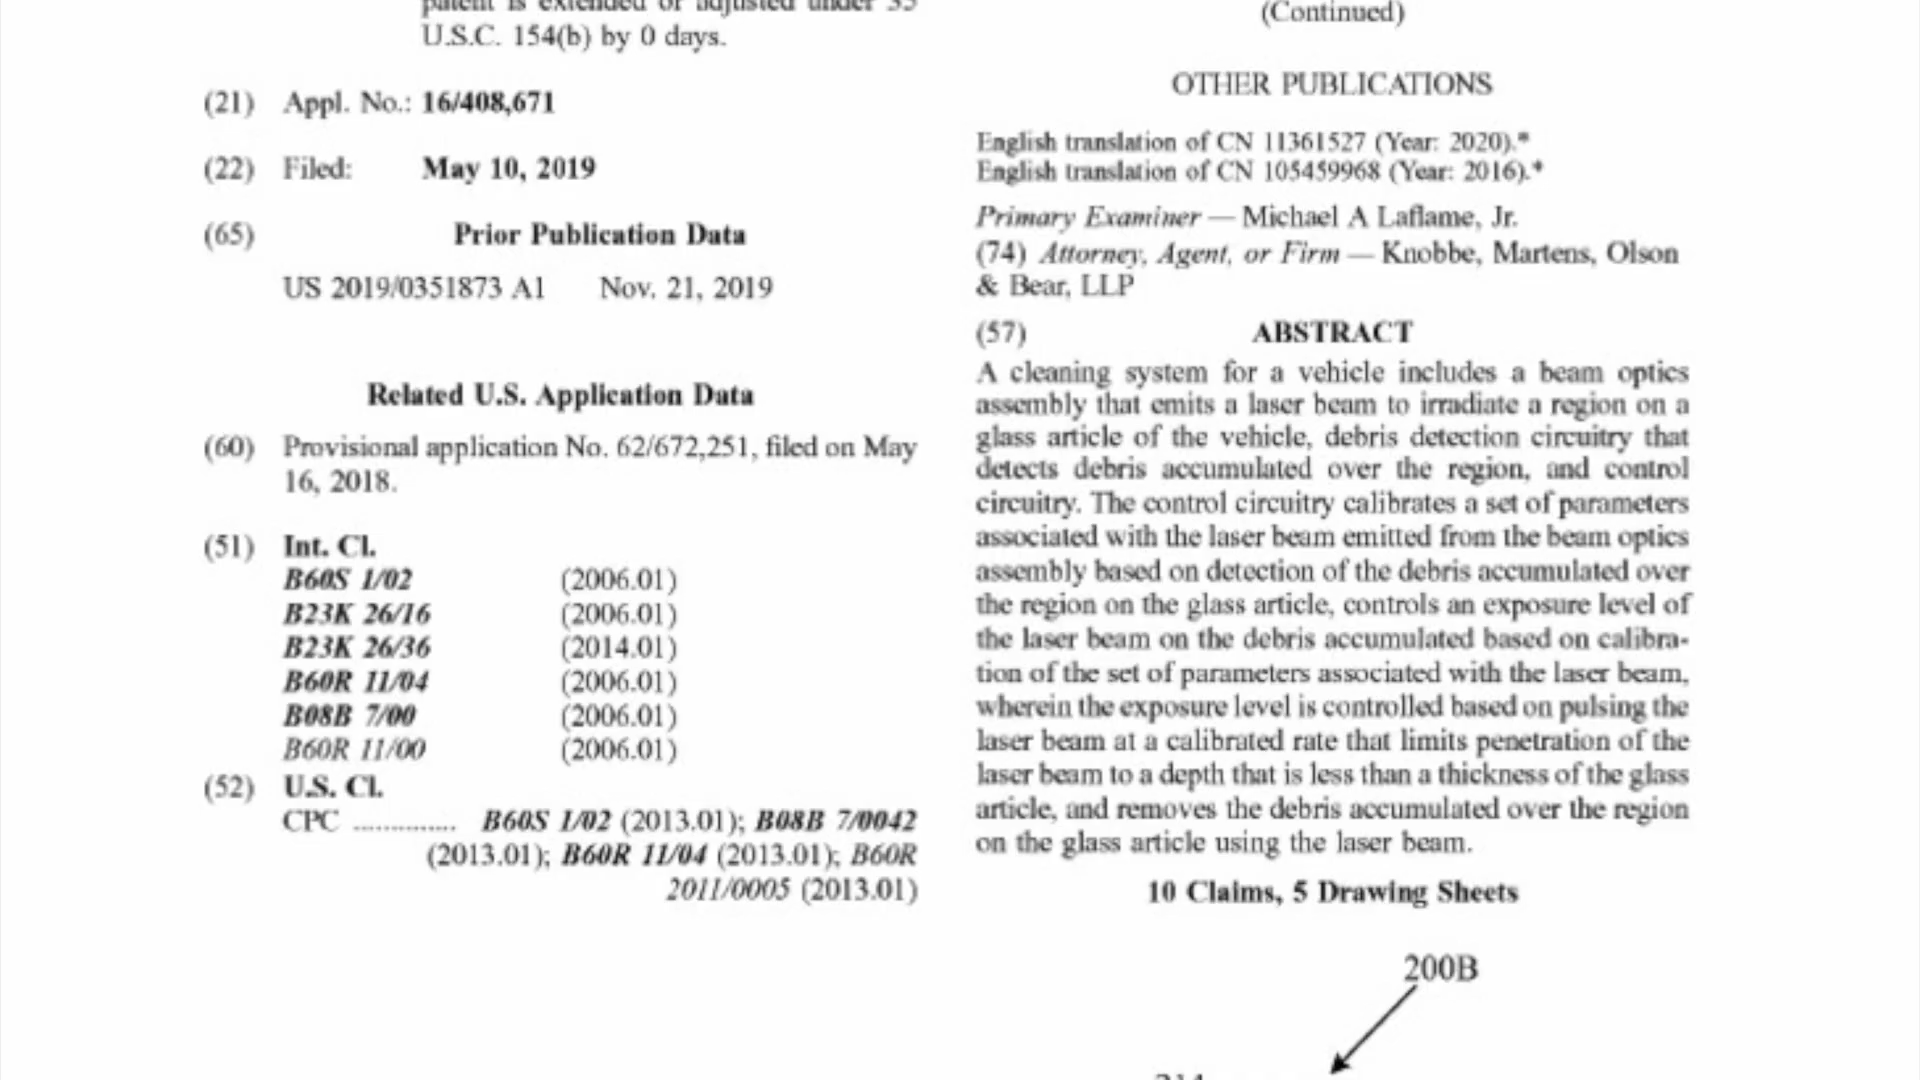 patent is extended or adjusted under 35
U.S.C. 154(b) by 0 days.
(21) Appl. No.: 16/408,671
(22) Filed: May 10, 2019
(65) Prior Publication Data
US 2019/0351873 A1 Nov. 21, 2019
Related U.S. Application Data
(60) Provisional application No. 62/672,251, filed on May
16, 2018.
(51) Int. Cl.
B60S 1/02 (2006.01)
B23K 26/16 (2006.01)
B23K 26/36 (2014.01)
B60R 11/04 (2006.01)
B08B 7/00 (2006.01)
B60R 11/00 (2006.01)
(52) U.S. Cl.
CPC .............. B60S 1/02 (2013.01); B08B 7/0042
(2013.01); B60R 11/04 (2013.01); B60R
2011/0005 (2013.01)
(Continued)
OTHER PUBLICATIONS
English translation of CN 11361527 (Year: 2020).*
English translation of CN 105459968 (Year: 2016).*
Primary Examiner — Michael A Laflame, Jr.
(74) Attorney, Agent, or Firm — Knobbe, Martens, Olson
& Bear, LLP
(57) ABSTRACT
A cleaning system for a vehicle includes a beam optics
assembly that emits a laser beam to irradiate a region on a
glass article of the vehicle, debris detection circuitry that
detects debris accumulated over the region, and control
circuitry. The control circuitry calibrates a set of parameters
associated with the laser beam emitted from the beam optics
assembly based on detection of the debris accumulated over
the region on the glass article, controls an exposure level of
the laser beam on the debris accumulated based on calibra-
tion of the set of parameters associated with the laser beam,
wherein the exposure level is controlled based on pulsing the
laser beam at a calibrated rate that limits penetration of the
laser beam to a depth that is less than a thickness of the glass
article, and removes the debris accumulated over the region
on the glass article using the laser beam.
10 Claims, 5 Drawing Sheets
200B